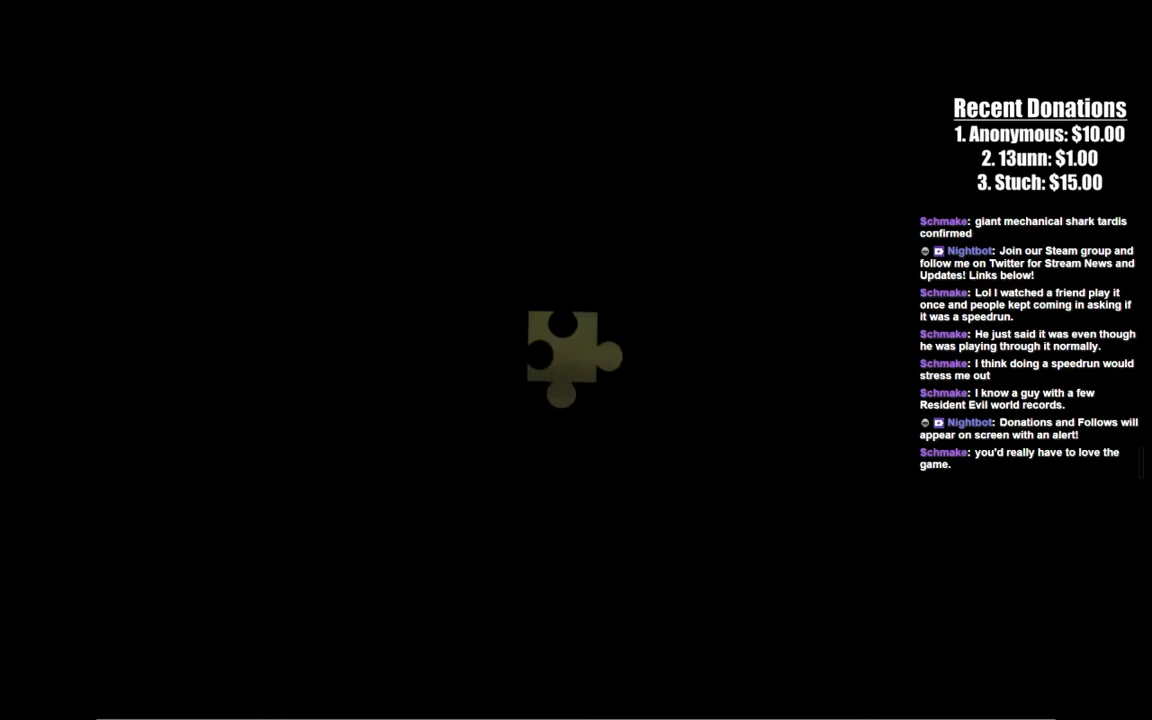 Recent Donations
1. Anonymous: $10.00
2. 13unn: $1.00
3. Stuch: $15.00
Schmake: giant mechanical shark tardis
confirmed
Nightbot: Join our Steam group and
follow me on Twitter for Stream News and
Updates! Links below!
Schmake: Lol I watched a friend play it
once and people kept coming in asking if
it was a speedrun.
Schmake: He just said it was even though
he was playing through it normally.
Schmake: I think doing a speedrun would
stress me out
Schmake: I know a guy with a few
Resident Evil world records.
Nightbot: Donations and Follows will
appear on screen with an alert!
Schmake: you'd really have to love the
game.